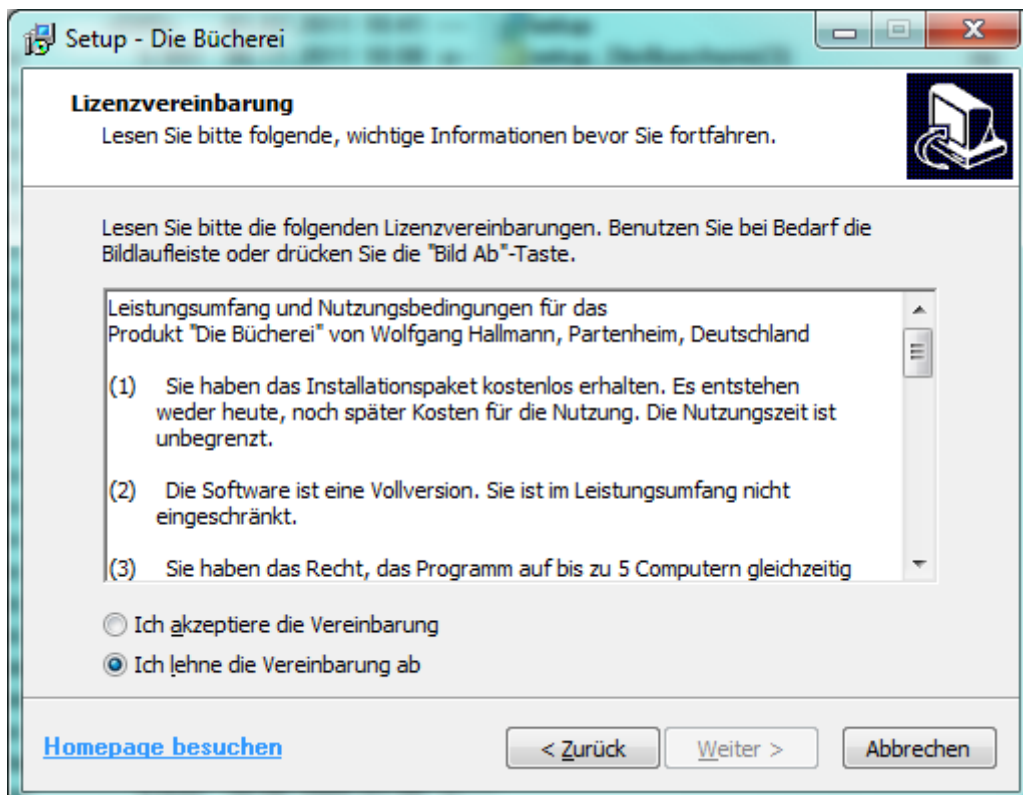 Setup - Die Bücherei
Lizenzvereinbarung
Lesen Sie bitte folgende, wichtige Informationen bevor Sie fortfahren.
Lesen Sie bitte die folgenden Lizenzvereinbarungen. Benutzen Sie bei Bedarf die
Bildlaufleiste oder drücken Sie die "Bild Ab"-Taste.
Leistungsumfang und Nutzungsbedingungen für das
Produkt "Die Bücherei" von Wolfgang Hallmann, Partenheim, Deutschland
(1) Sie haben das Installationspaket kostenlos erhalten. Es entstehen
weder heute, noch später Kosten für die Nutzung. Die Nutzungszeit ist
unbegrenzt.
(2) Die Software ist eine Vollversion. Sie ist im Leistungsumfang nicht
eingeschränkt.
(3) Sie haben das Recht, das Programm auf bis zu 5 Computern gleichzeitig
Ich akzeptiere die Vereinbarung
Ich lehne die Vereinbarung ab
Homepage besuchen
< Zurück
Weiter >
Abbrechen